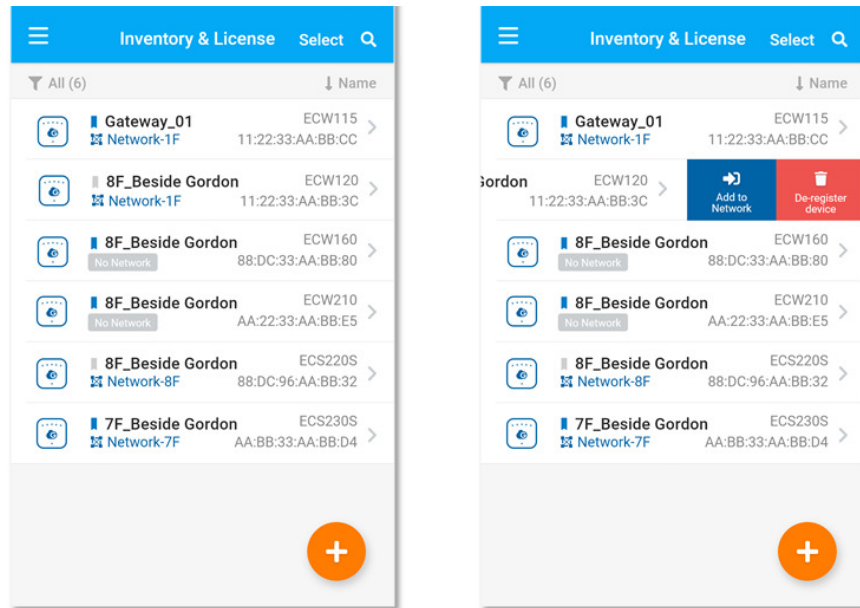 Inventory & License Select
All (6) Name
Gateway_01 ECW115
Network-1F 11:22:33:AA:BB:CC
8F_Beside Gordon ECW120
Network-1F 11:22:33:AA:BB:3C
8F_Beside Gordon ECW160
No Network 88:DC:33:AA:BB:80
8F_Beside Gordon ECW210
No Network AA:22:33:AA:BB:E5
8F_Beside Gordon ECS220S
Network-8F 88:DC:96:AA:BB:32
7F_Beside Gordon ECS230S
Network-7F AA:BB:33:AA:BB:D4
Inventory & License Select
All (6) Name
Gateway_01 ECW115
Network-1F 11:22:33:AA:BB:CC
Gordon ECW120
11:22:33:AA:BB:3C
Add to
Network
De-register
device
8F_Beside Gordon ECW160
No Network 88:DC:33:AA:BB:80
8F_Beside Gordon ECW210
No Network AA:22:33:AA:BB:E5
8F_Beside Gordon ECS220S
Network-8F 88:DC:96:AA:BB:32
7F_Beside Gordon ECS230S
Network-7F AA:BB:33:AA:BB:D4